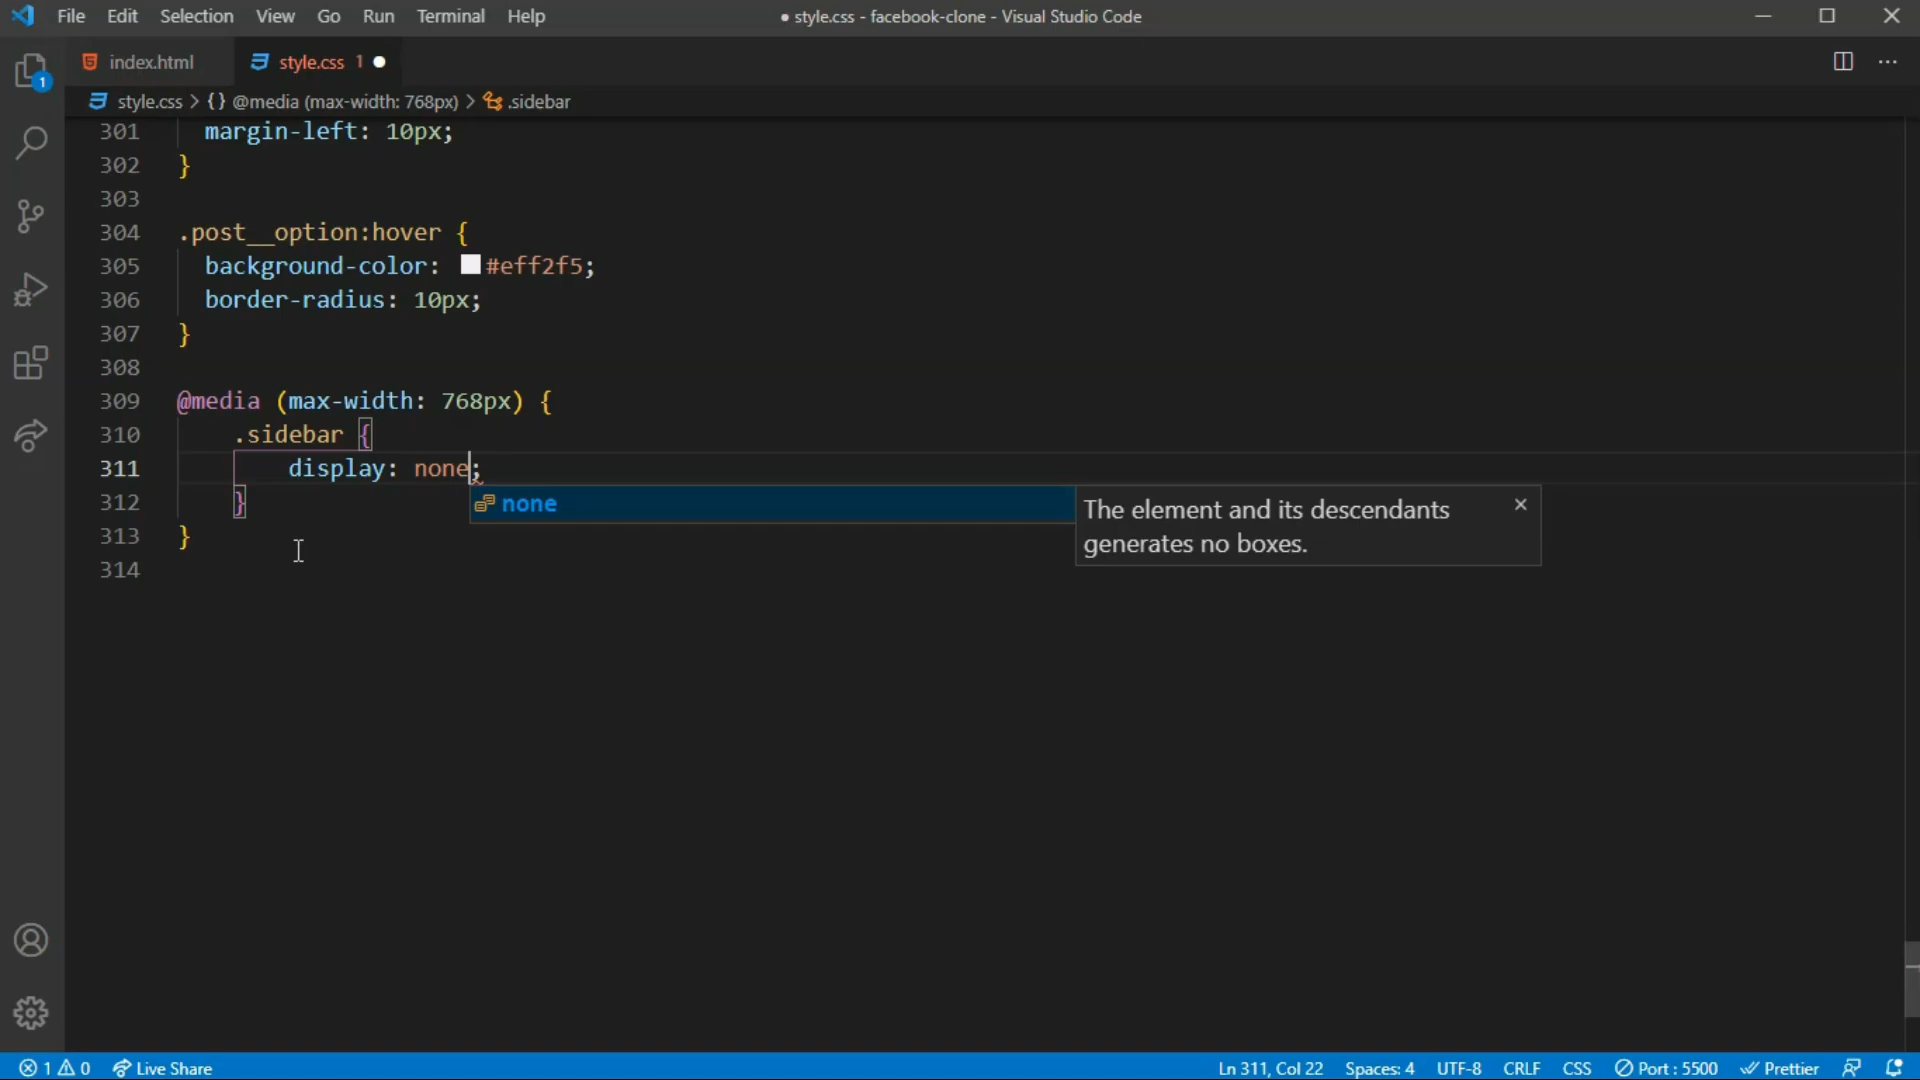 File Edit Selection View Go Run Terminal Help
● style.css - facebook-clone - Visual Studio Code
1
index.html
style.css 1 ●
style.css > {} @media (max-width: 768px) > .sidebar
301 margin-left: 10px;
302 }
303
304 .post__option:hover {
305 background-color: #eff2f5;
306 border-radius: 10px;
307 }
308
309 @media (max-width: 768px) {
310 .sidebar {
311 display: none;
none
The element and its descendants
generates no boxes.
312 }
313 }
314
1 0 Live Share Ln 311, Col 22 Spaces: 4 UTF-8 CRLF CSS Port : 5500 Prettier